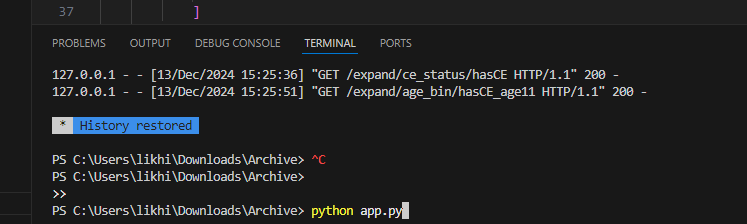 37 ]
PROBLEMS OUTPUT DEBUG CONSOLE TERMINAL PORTS
127.0.0.1 - - [13/Dec/2024 15:25:36] "GET /expand/ce_status/hasCE HTTP/1.1" 200 -
127.0.0.1 - - [13/Dec/2024 15:25:51] "GET /expand/age_bin/hasCE_age11 HTTP/1.1" 200 -
* History restored
PS C:\Users\likhi\Downloads\Archive> ^C
PS C:\Users\likhi\Downloads\Archive>
>>
PS C:\Users\likhi\Downloads\Archive> python app.py